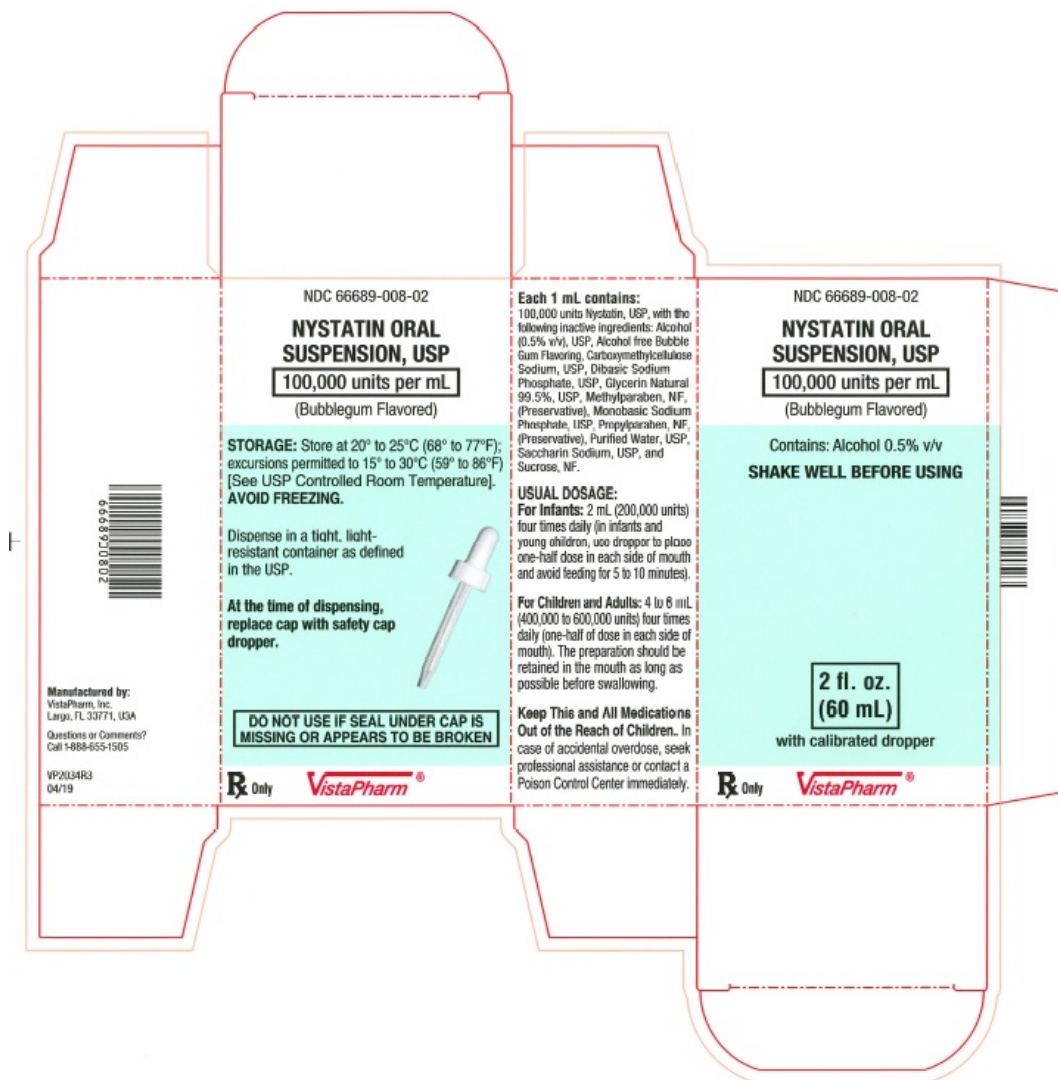 Manufactured by:
VistaPharm, Inc.
Largo, FL 33771, USA
Questions or Comments?
Call 1-888-655-1505
VP2034R3
04/19
6668900802
NDC 66689-008-02
NYSTATIN ORAL
SUSPENSION, USP
100,000 units per mL
(Bubblegum Flavored)
STORAGE: Store at 20° to 25°C (68° to 77°F);
excursions permitted to 15° to 30°C (59° to 86°F)
[See USP Controlled Room Temperature].
AVOID FREEZING.
Dispense in a tight, light-
resistant container as defined
in the USP.
At the time of dispensing,
replace cap with safety cap
dropper.
DO NOT USE IF SEAL UNDER CAP IS
MISSING OR APPEARS TO BE BROKEN
Rx Only
VistaPharm®
Each 1 mL contains:
100,000 units Nystatin, USP, with the
following inactive ingredients: Alcohol
(0.5% v/v), USP, Alcohol free Bubble
Gum Flavoring, Carboxymethylcellulose
Sodium, USP, Dibasic Sodium
Phosphate, USP, Glycerin Natural
99.5%, USP, Methylparaben, NF,
(Preservative), Monobasic Sodium
Phosphate, USP, Propylparaben, NF,
(Preservative), Purified Water, USP,
Saccharin Sodium, USP, and
Sucrose, NF.
USUAL DOSAGE:
For Infants: 2 mL (200,000 units)
four times daily (in infants and
young children, use dropper to place
one-half dose in each side of mouth
and avoid feeding for 5 to 10 minutes).
For Children and Adults: 4 to 6 mL
(400,000 to 600,000 units) four times
daily (one-half of dose in each side of
mouth). The preparation should be
retained in the mouth as long as
possible before swallowing.
Keep This and All Medications
Out of the Reach of Children. In
case of accidental overdose, seek
professional assistance or contact a
Poison Control Center immediately.
NDC 66689-008-02
NYSTATIN ORAL
SUSPENSION, USP
100,000 units per mL
(Bubblegum Flavored)
Contains: Alcohol 0.5% v/v
SHAKE WELL BEFORE USING
2 fl. oz.
(60 mL)
with calibrated dropper
Rx Only
VistaPharm®